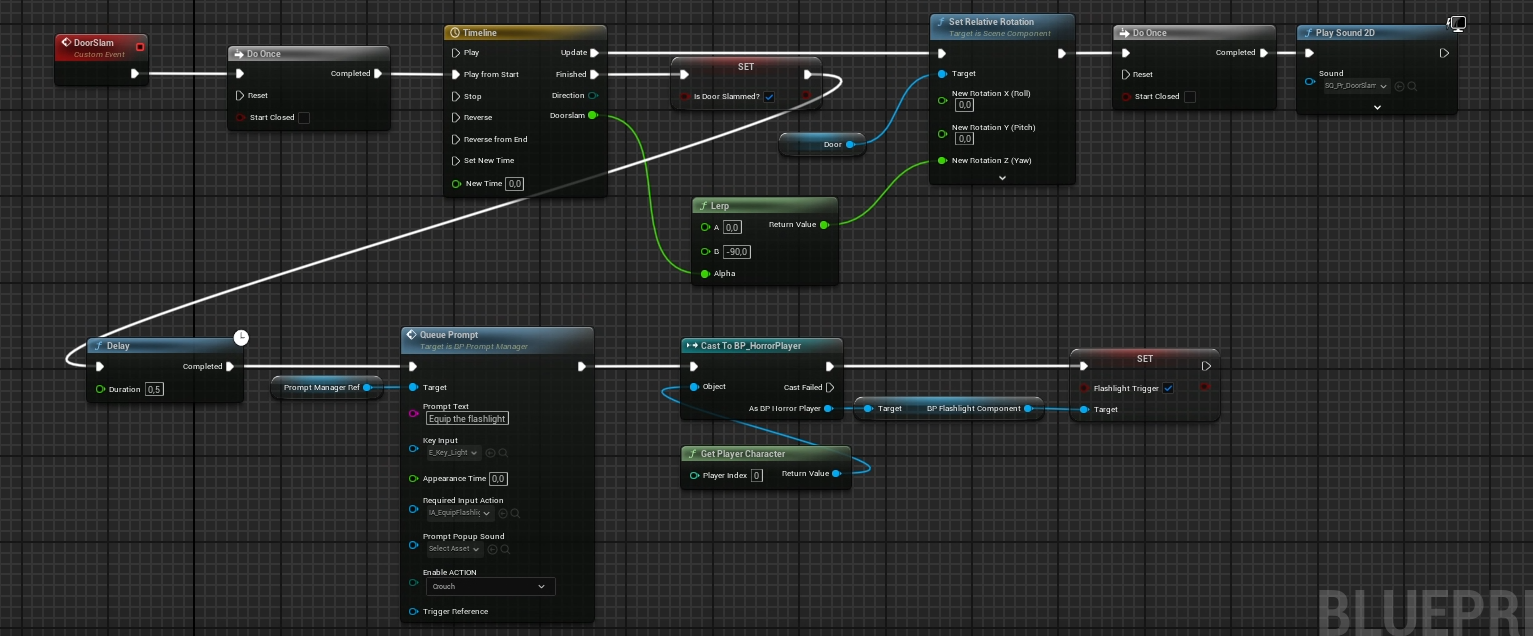 DoorSlam
Custom Event
Do Once
Completed
Reset
Start Closed
Timeline
Play
Update
Play from Start
Finished
Stop
Direction
Reverse
Doorslam
Reverse from End
Set New Time
New Time 0,0
SET
Is Door Slammed?
Door
Lerp
A 0,0
Return Value
B -90,0
Alpha
Set Relative Rotation
Target is Scene Component
Target
New Rotation X (Roll)
0,0
New Rotation Y (Pitch)
0,0
New Rotation Z (Yaw)
Do Once
Completed
Reset
Start Closed
Play Sound 2D
Sound
SQ_Pr_DoorSlam
Delay
Completed
Duration 0,5
Prompt Manager Ref
Queue Prompt
Target is BP Prompt Manager
Target
Prompt Text
Equip the flashlight
Key Input
E_Key_Light
Appearance Time 0,0
Required Input Action
IA_EquipFlashlig
Prompt Popup Sound
Select Asset
Enable ACTION
Crouch
Trigger Reference
Cast To BP_HorrorPlayer
Object
Cast Failed
As BP Horror Player
Get Player Character
Player Index 0
Return Value
Target
BP Flashlight Component
SET
Flashlight Trigger
Target
BLUEPRI